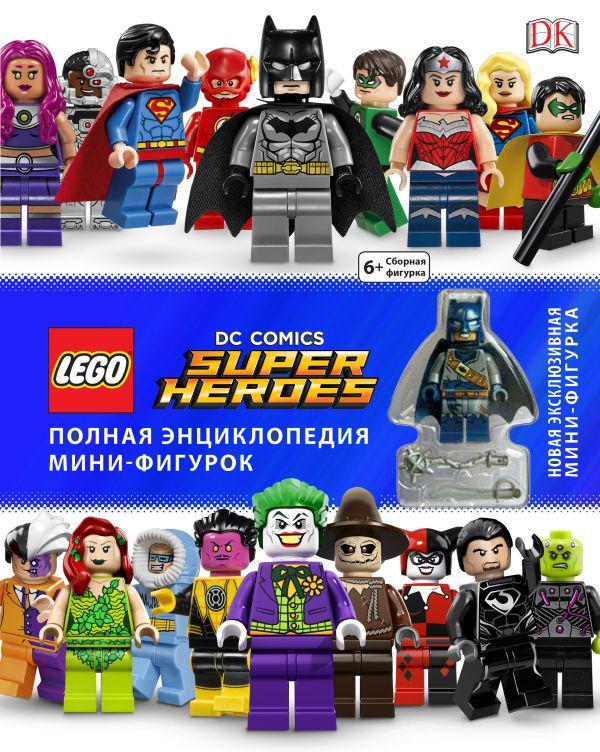 DK
6+ Сборная
фигурка
LEGO
DC COMICS
SUPER
HEROES
ПОЛНАЯ ЭНЦИКЛОПЕДИЯ
МИНИ-ФИГУРОК
НОВАЯ ЭКСКЛЮЗИВНАЯ
МИНИ-ФИГУРКА